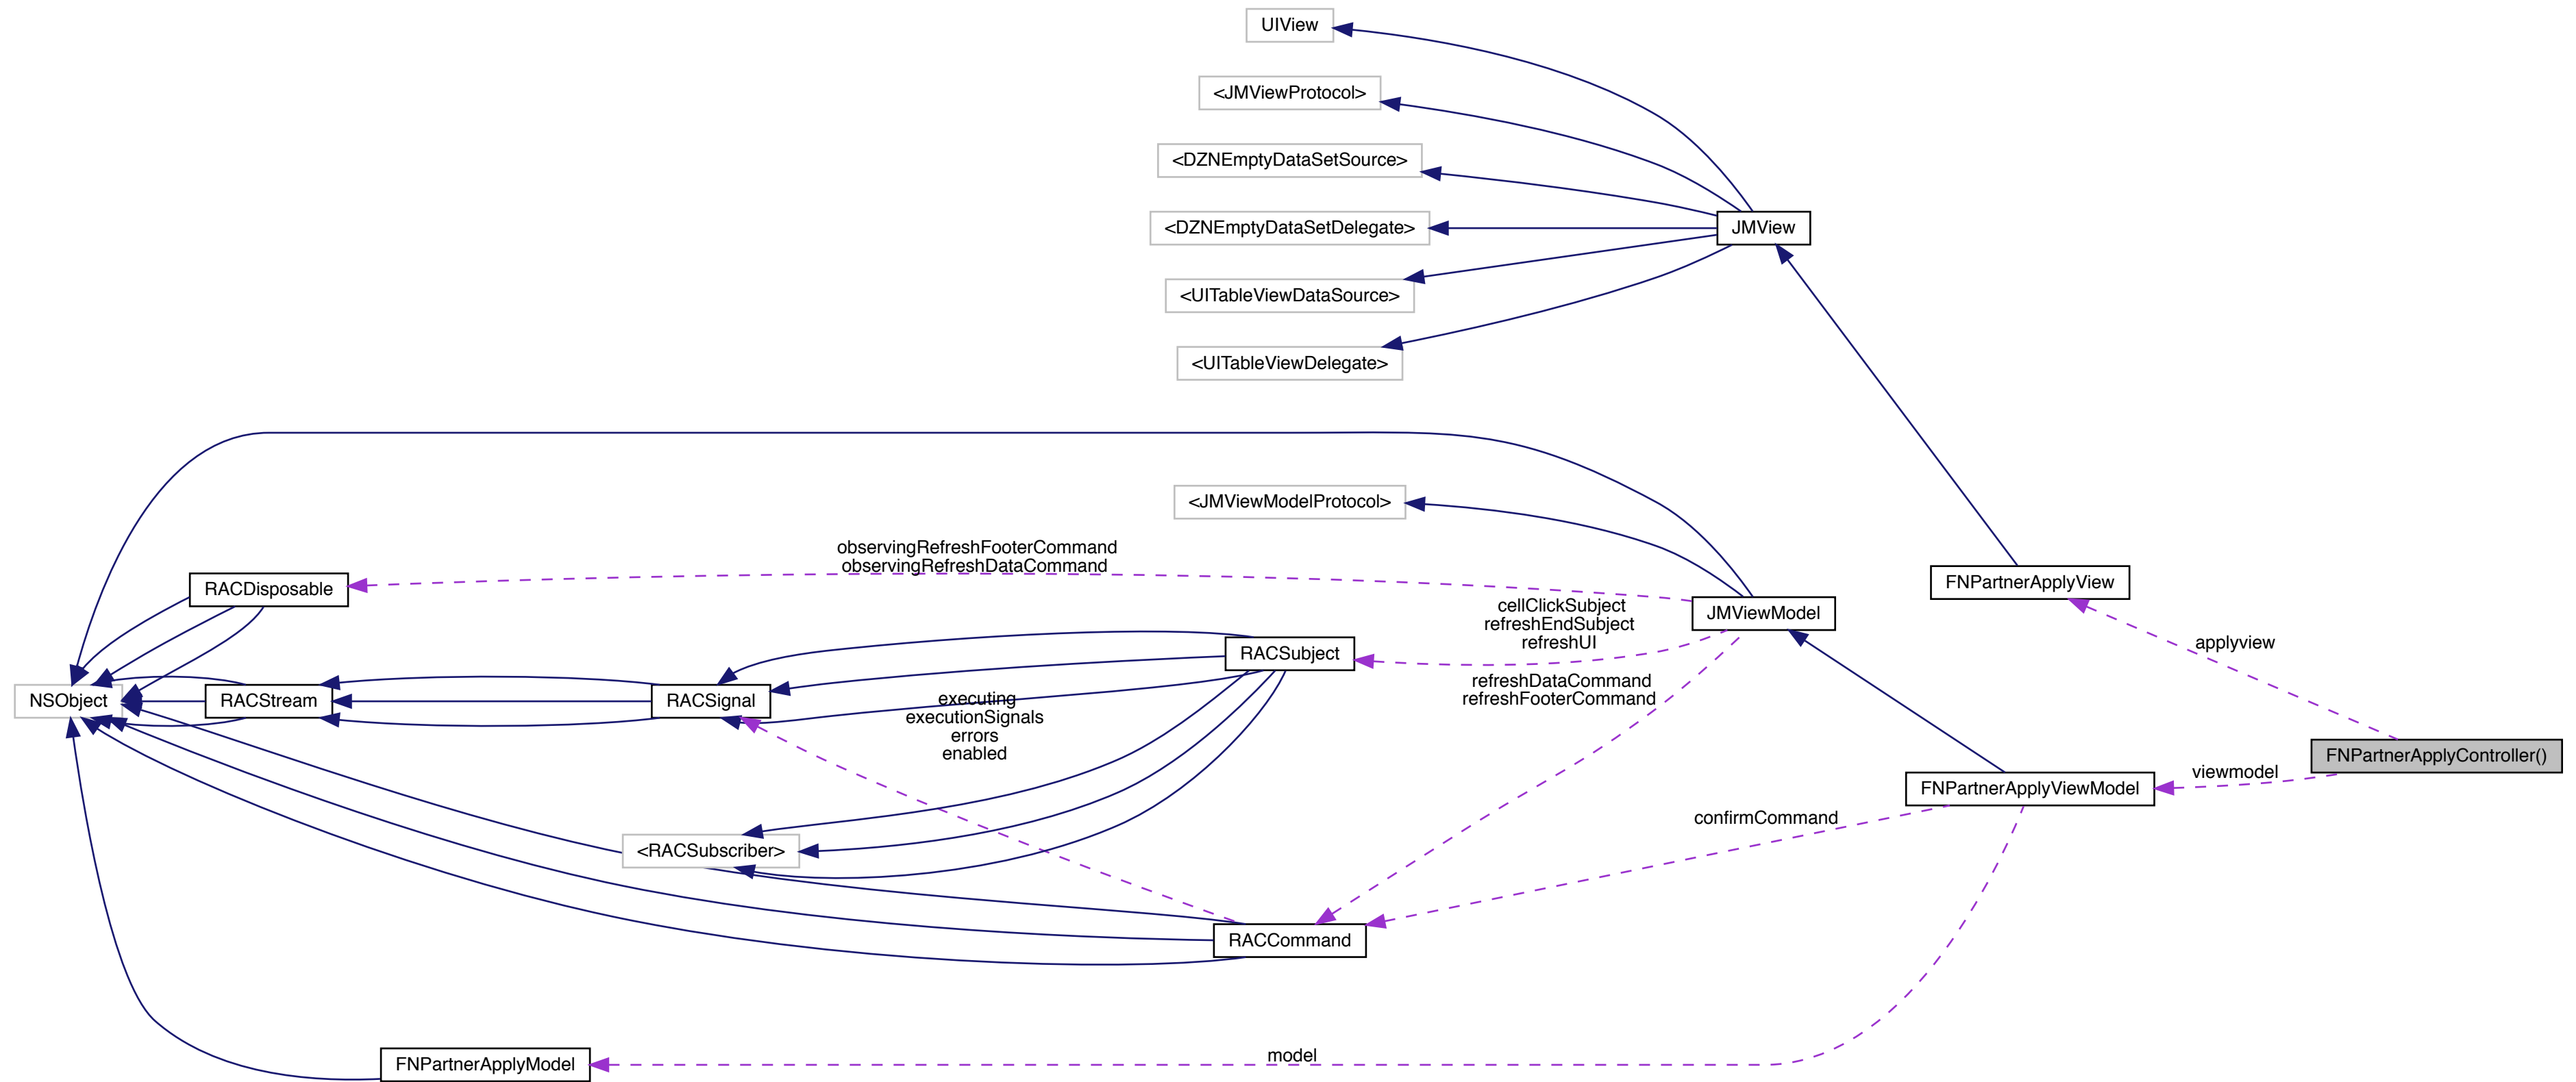 UIView
<JMViewProtocol>
<DZNEmptyDataSetSource>
<DZNEmptyDataSetDelegate>
JMView
<UITableViewDataSource>
<UITableViewDelegate>
<JMViewModelProtocol>
observingRefreshFooterCommand
observingRefreshDataCommand
RACDisposable
FNPartnerApplyView
JMViewModel
cellClickSubject
refreshEndSubject
refreshUI
applyview
RACSubject
refreshDataCommand
refreshFooterCommand
NSObject
RACStream
RACSignal
executing
executionSignals
errors
enabled
FNPartnerApplyController()
viewmodel
FNPartnerApplyViewModel
confirmCommand
<RACSubscriber>
RACCommand
model
FNPartnerApplyModel